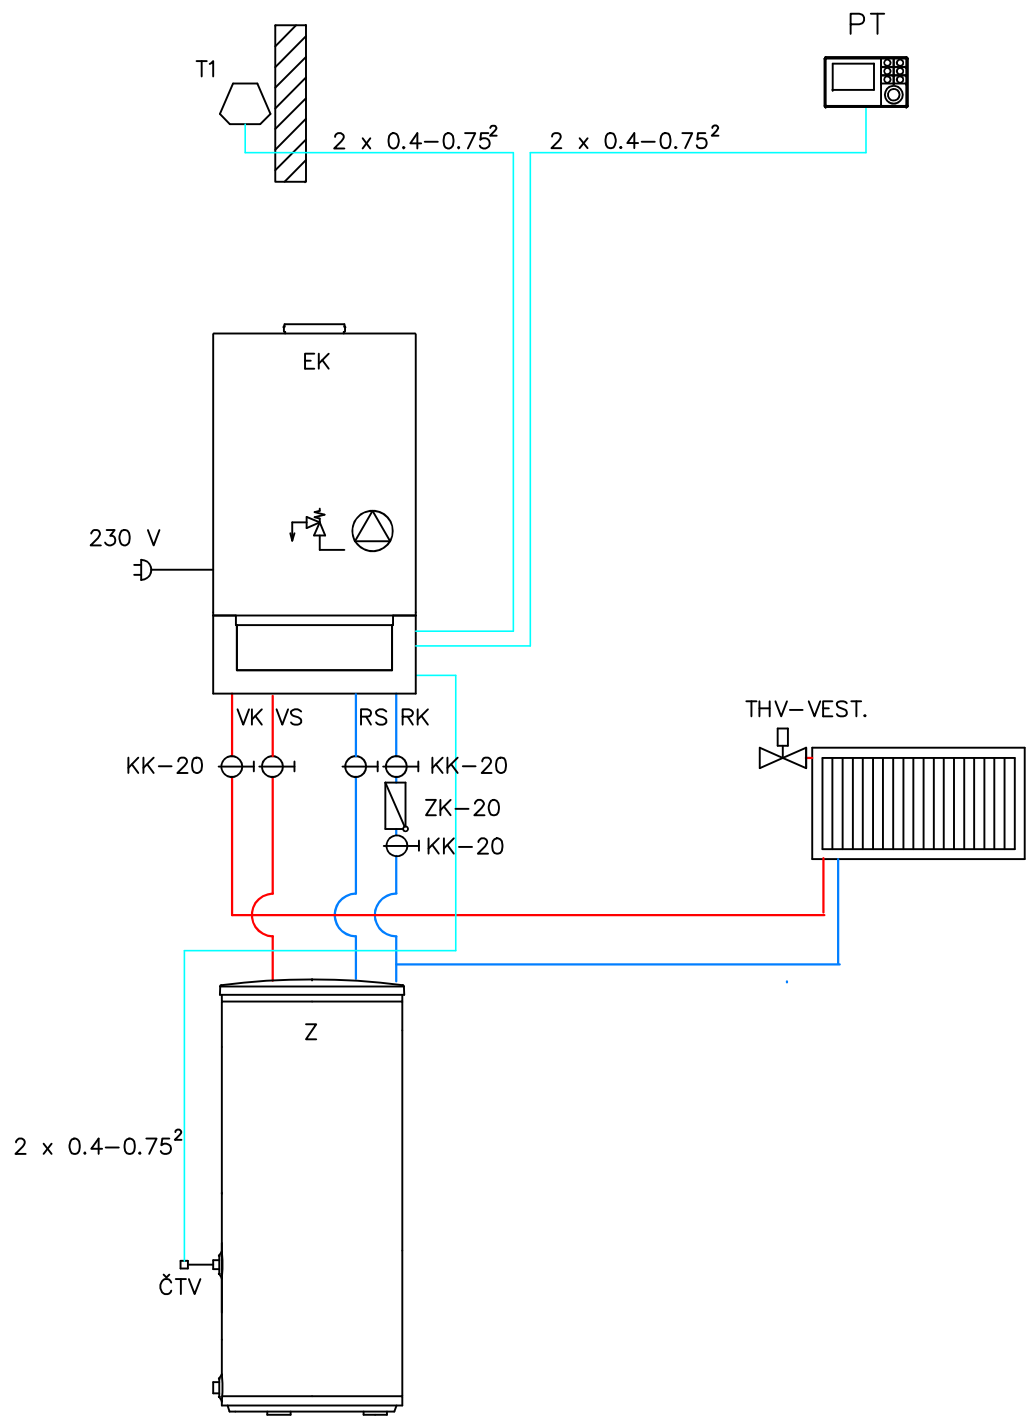 PT
T1
2 x 0.4-0.75² 2 x 0.4-0.75²
EK
230 V
VK VS RS RK
THV-VEST.
KK-20 KK-20
ZK-20
KK-20
Z
2 x 0.4-0.75²
ČTV